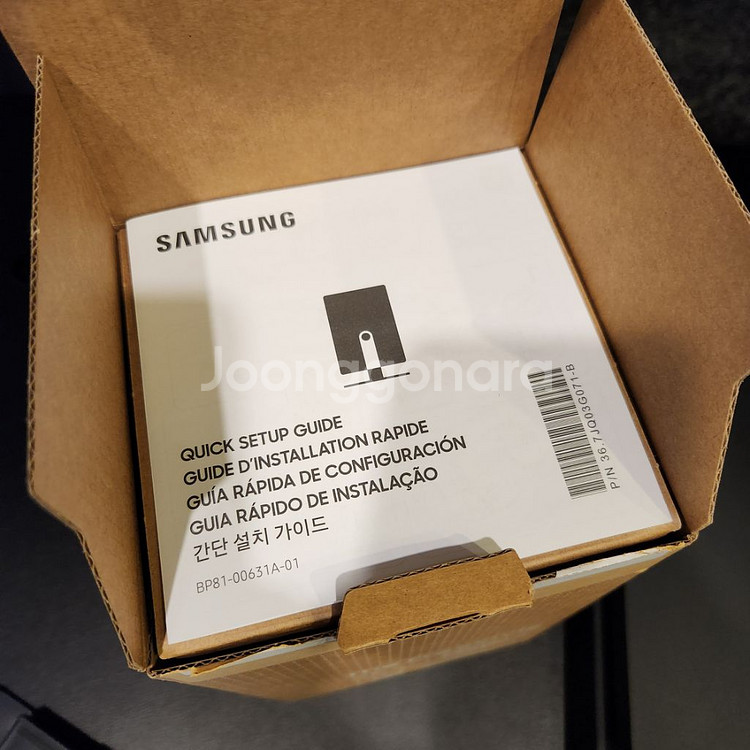 SAMSUNG
Joonggonara
QUICK SETUP GUIDE
GUIDE D'INSTALLATION RAPIDE
GUÍA RÁPIDA DE CONFIGURACIÓN
GUIA RÁPIDO DE INSTALAÇÃO
간단 설치 가이드
BP81-00631A-01
P/N 36.7JQ03G071-B